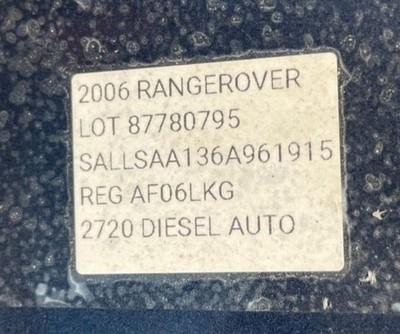 2006 RANGEROVER
LOT 87780795
SALLSAA136A961915
REG AF06LKG
2720 DIESEL AUTO